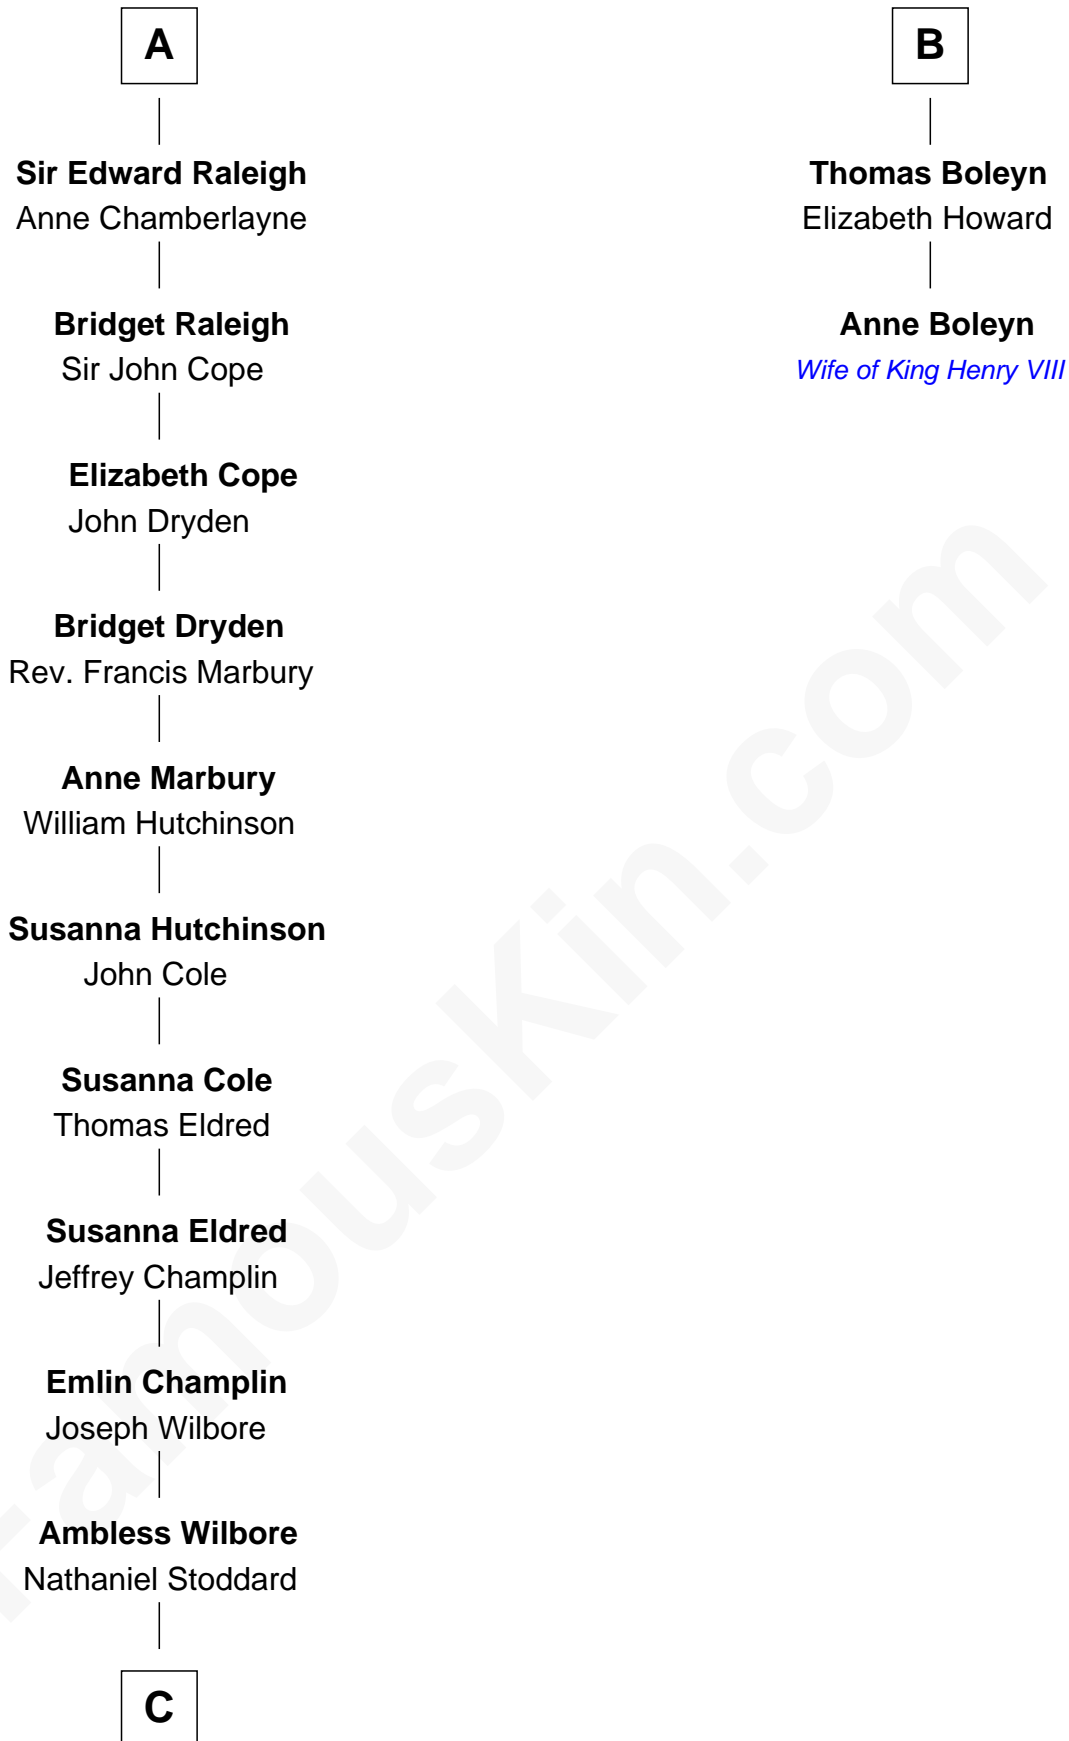 A
Sir Edward Raleigh
Anne Chamberlayne
Bridget Raleigh
Sir John Cope
Elizabeth Cope
John Dryden
Bridget Dryden
Rev. Francis Marbury
Anne Marbury
William Hutchinson
Susanna Hutchinson
John Cole
Susanna Cole
Thomas Eldred
Susanna Eldred
Jeffrey Champlin
Emlin Champlin
Joseph Wilbore
Ambless Wilbore
Nathaniel Stoddard
C
B
Thomas Boleyn
Elizabeth Howard
Anne Boleyn
Wife of King Henry VIII
FamousKin.com